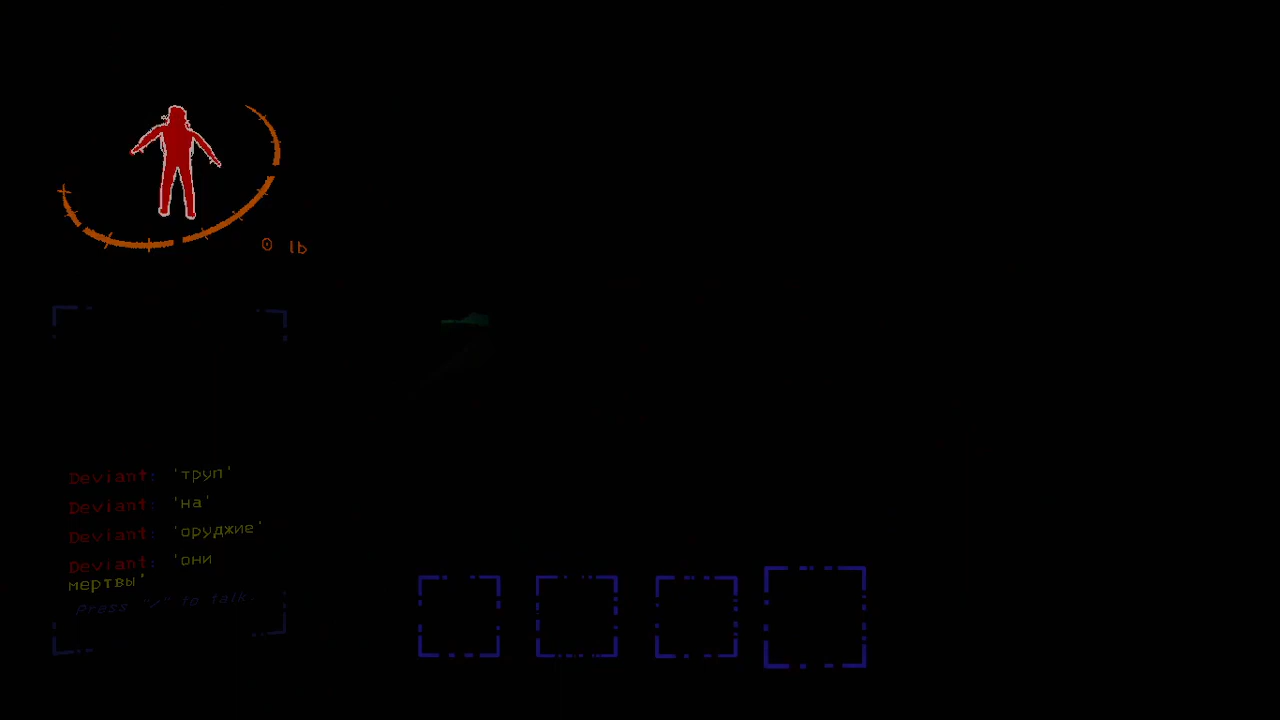 0 lb
Deviant: 'труп'
Deviant: 'на'
Deviant: 'оруджие'
Deviant: 'они
мертвы'
Press "/" to talk.